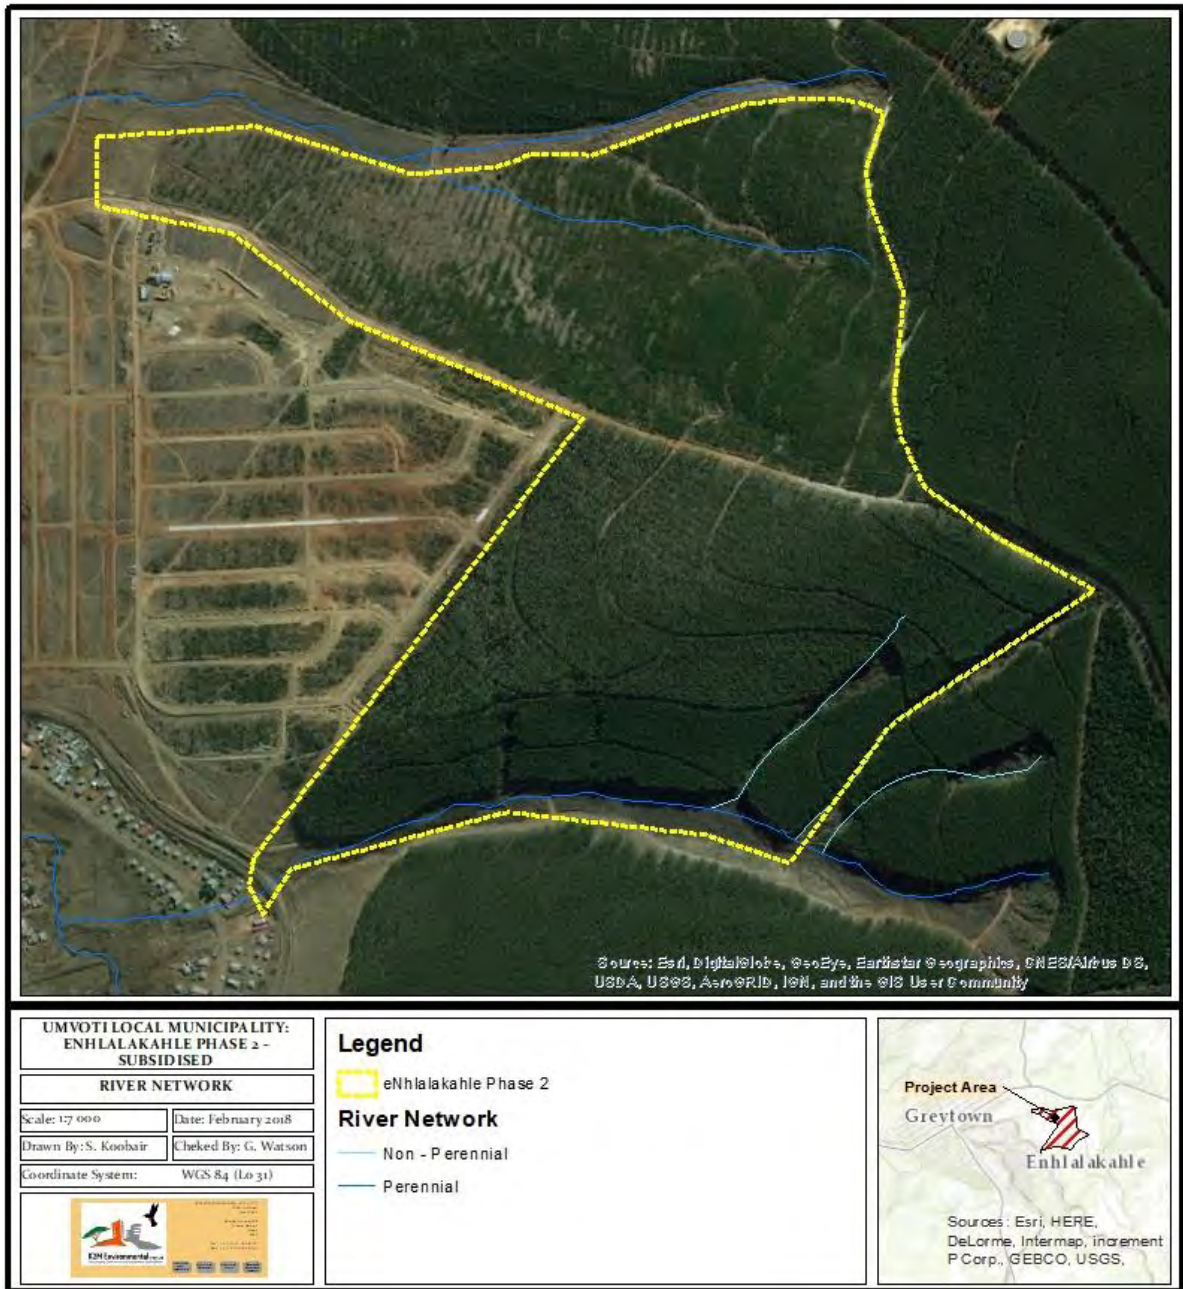 Source: Esri, DigitalGlobe, GeoEye, Earthstar Geographics, CNES/Airbus DS,
USDA, USGS, AeroGRID, IGN, and the GIS User Community
UMVOTI LOCAL MUNICIPALITY:
ENHLALAKAHLE PHASE 2 -
SUBSIDISED
RIVER NETWORK
Scale: 1:7 000
Date: February 2018
Drawn By: S. Koobair
Cheked By: G. Watson
Coordinate System: WGS 84 (Lo 31)
K2M Environmental
Legend
eNhlalakahle Phase 2
River Network
Non - Perennial
Perennial
Project Area
Greytown
Enhlalakahle
Sources: Esri, HERE,
DeLorme, Intermap, increment
P Corp., GEBCO, USGS,